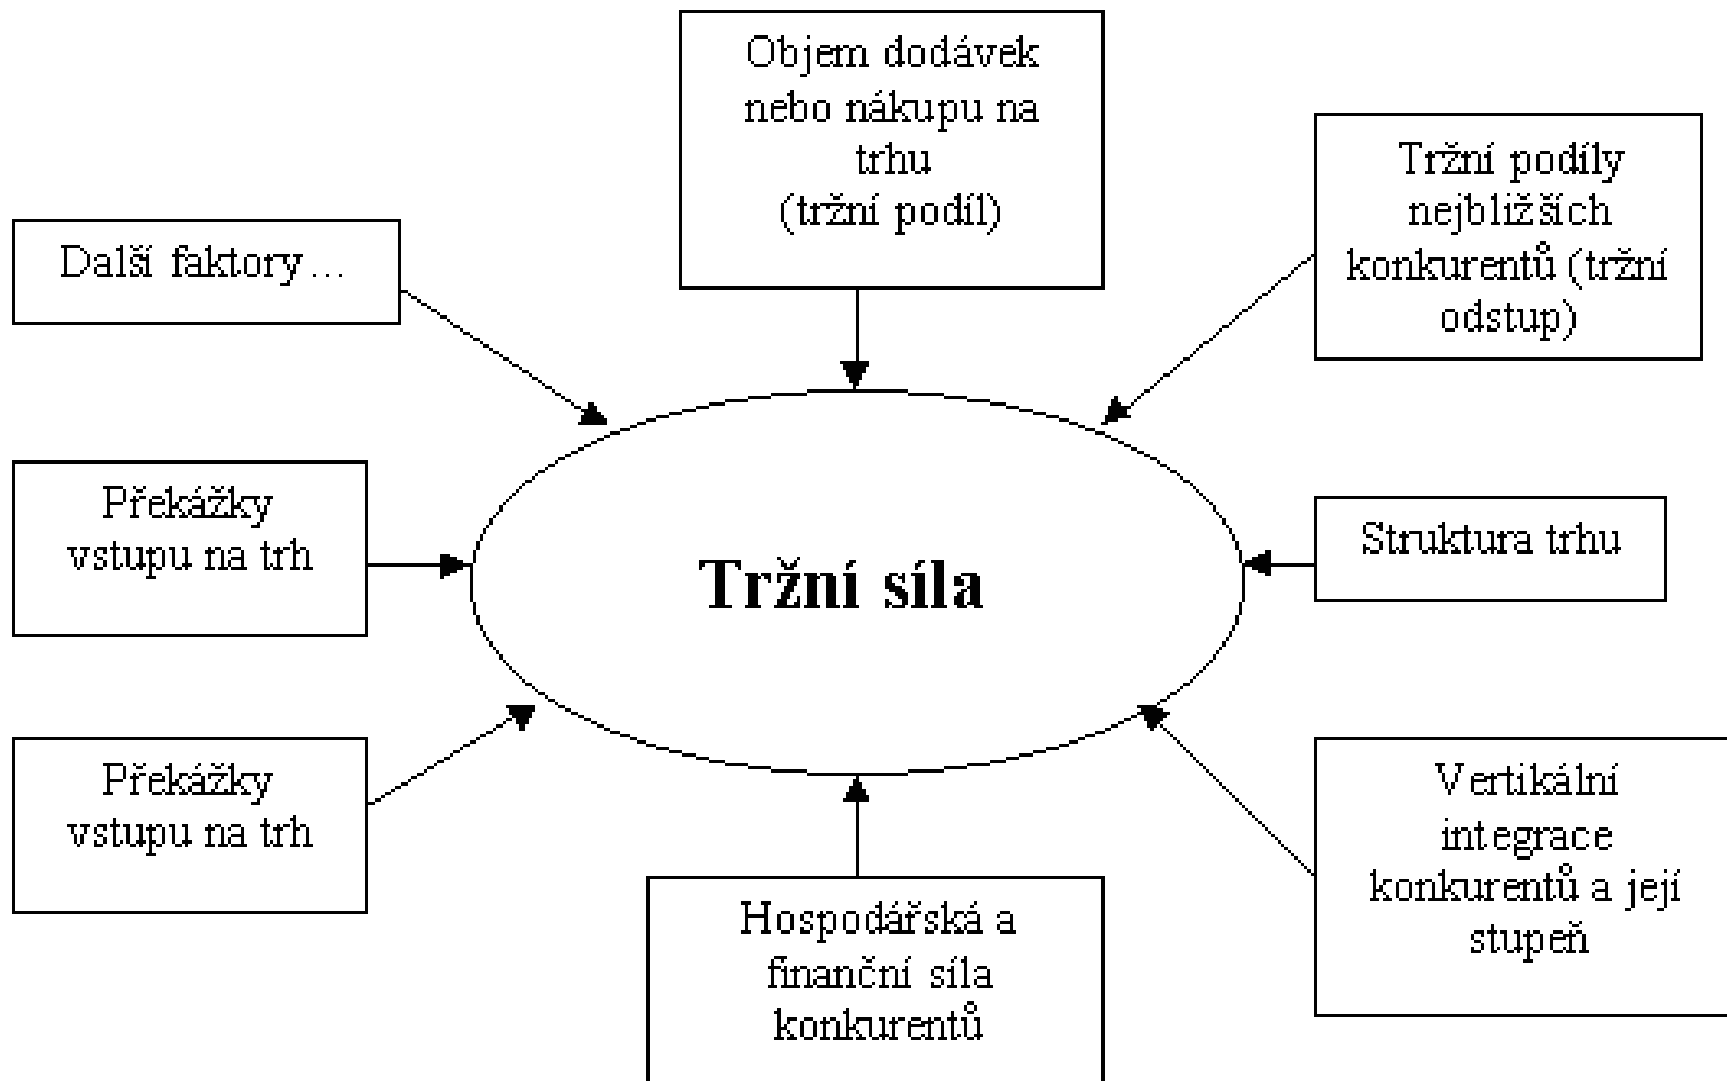 Objem dodávek
nebo nákupu na
trhu
(tržní podíl)
Tržní podíly
nejbližších
konkurentů (tržní
odstup)
Další faktory...
Překážky
vstupu na trh
Tržní síla
Struktura trhu
Překážky
vstupu na trh
Vertikální
integrace
konkurentů a její
stupeň
Hospodářská a
finanční síla
konkurentů